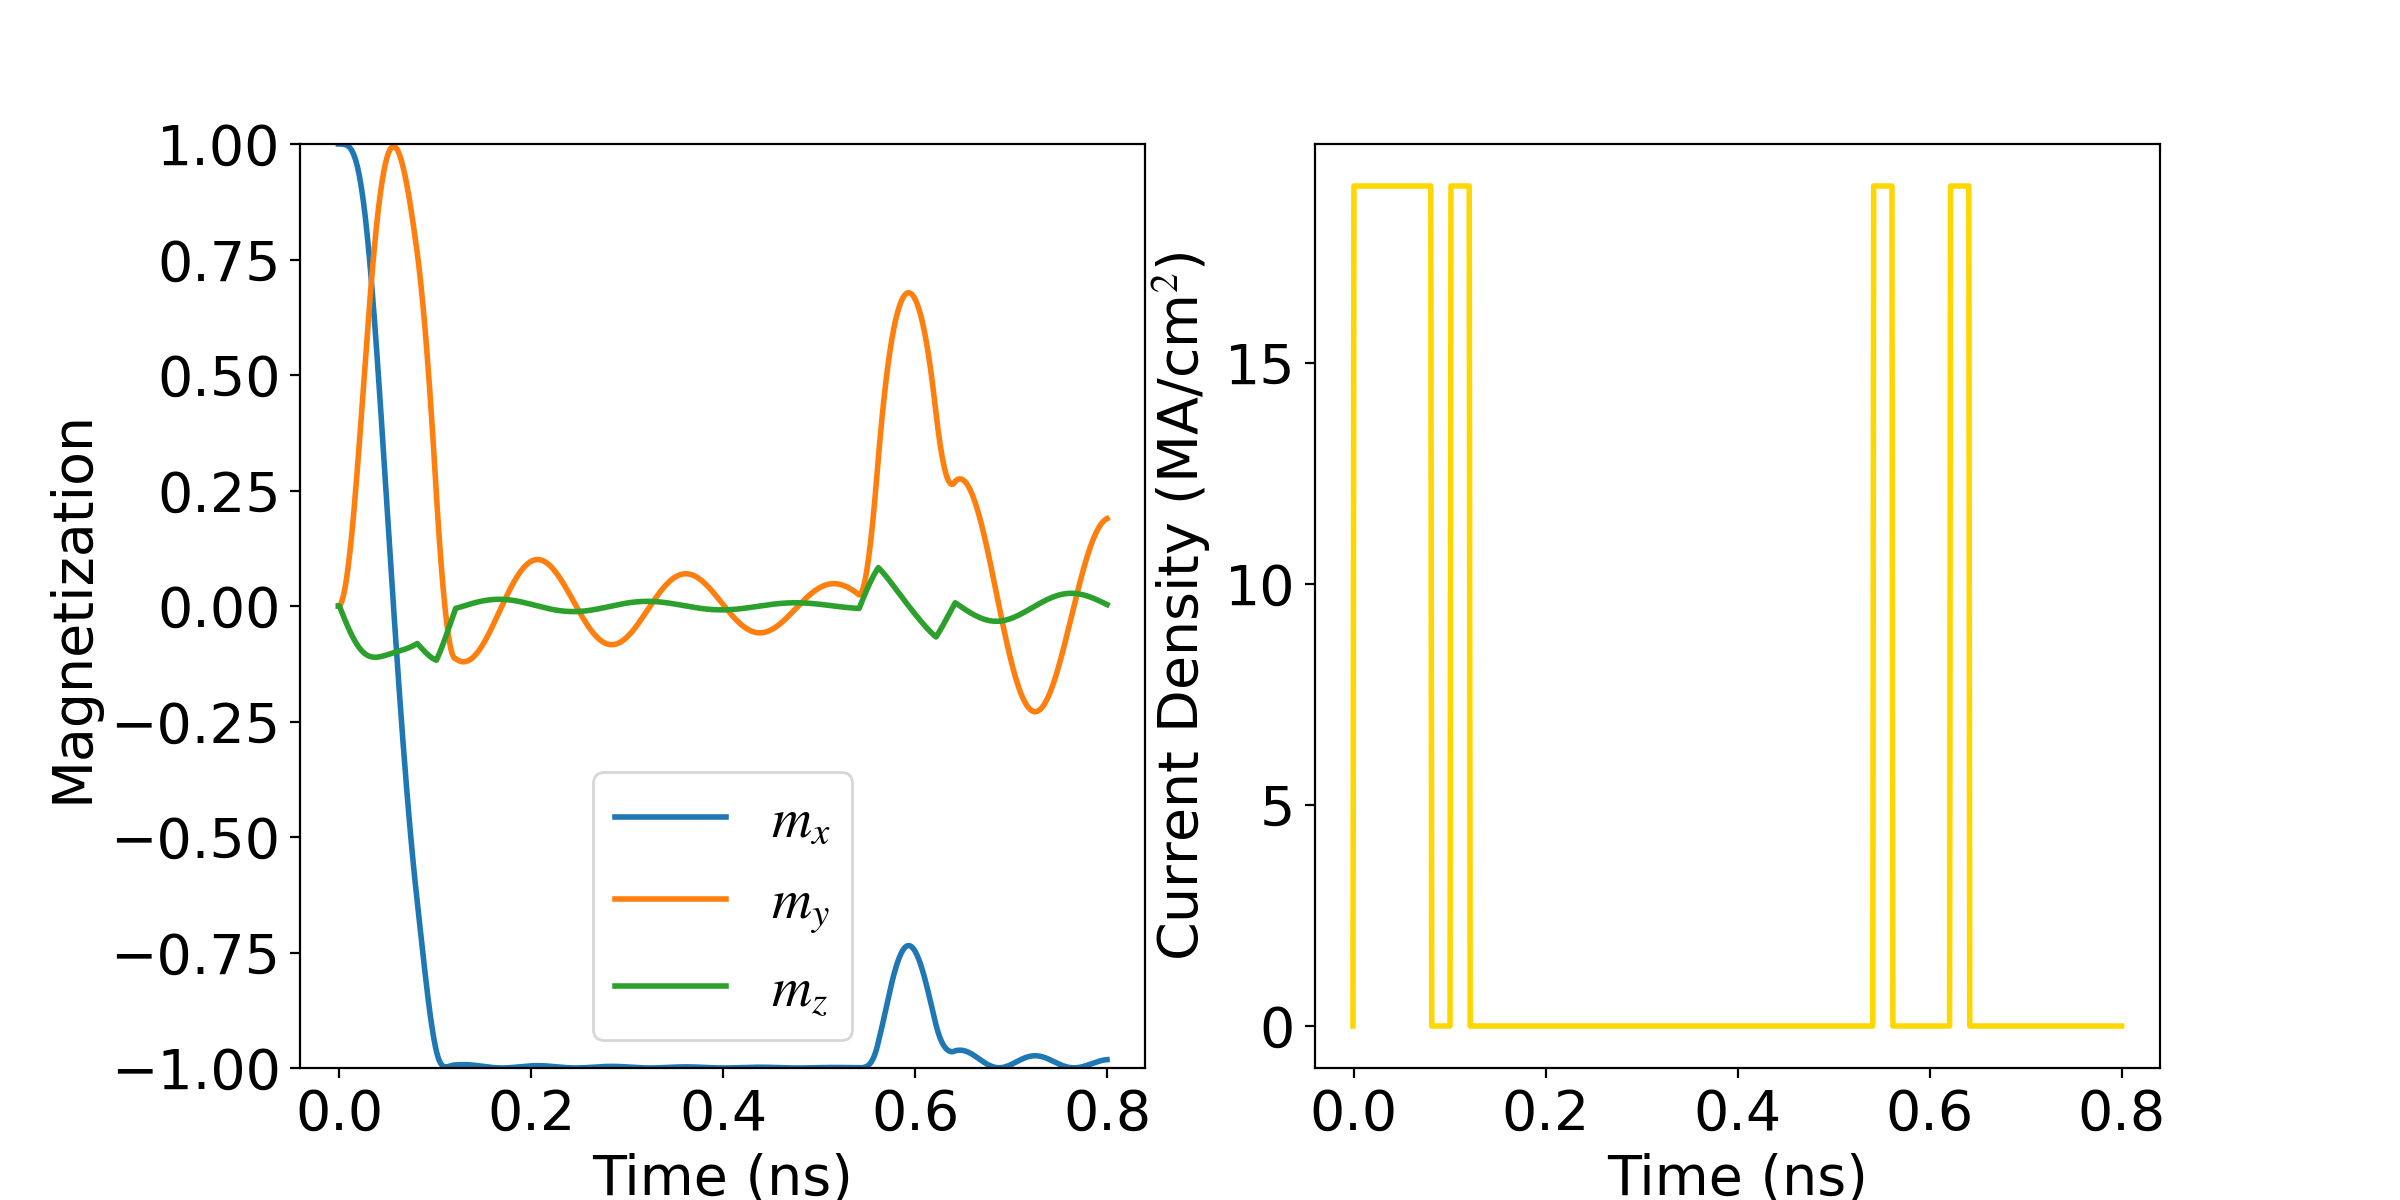 Magnetization
1.00
0.75
0.50
0.25
0.00
−0.25
−0.50
−0.75
−1.00
0.0 0.2 0.4 0.6 0.8
Time (ns)
m_x
m_y
m_z
Current Density (MA/cm²)
15
10
5
0
0.0 0.2 0.4 0.6 0.8
Time (ns)